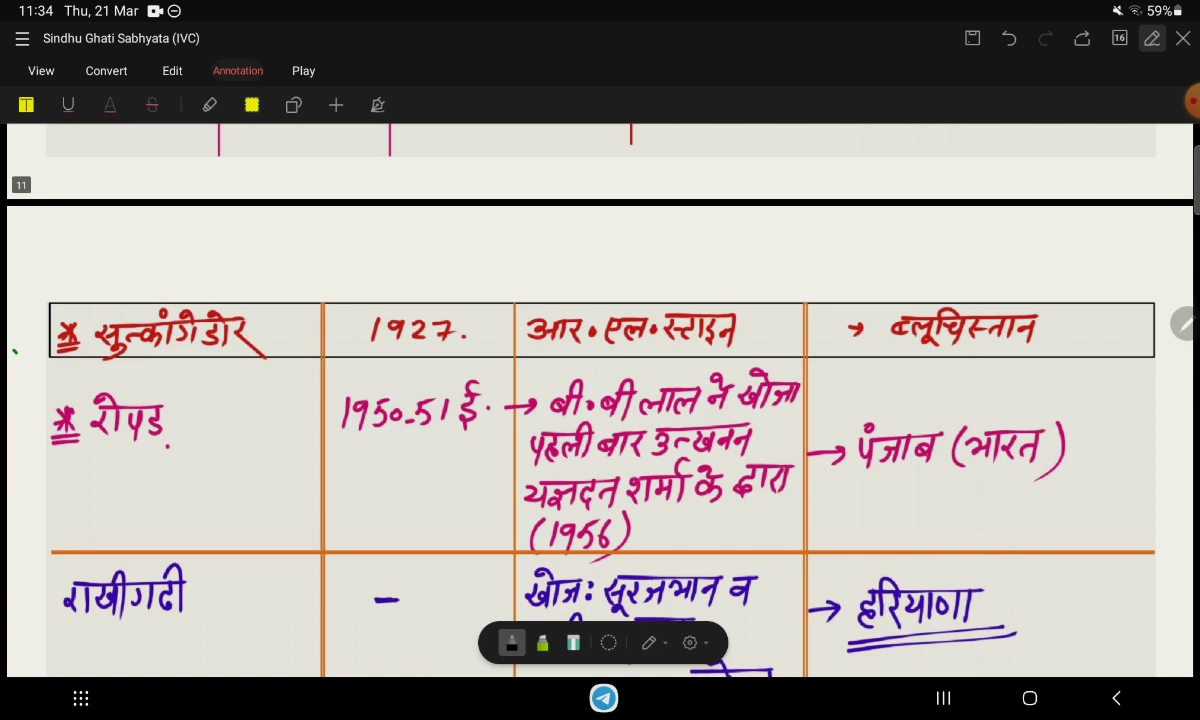 11:34 Thu, 21 Mar 59%
Sindhu Ghati Sabhyata (IVC) 16
View Convert Edit Annotation Play
T U A S
11
* सुत्कांगेडोर 1927. आर॰एल॰स्टाइन → ब्लूचिस्तान
* रोपड़. 1950-51 ई. → बी॰बी लाल ने खोजा
पहली बार उत्खनन → पंजाब (भारत)
यज्ञदत शर्मा के द्वारा
(1956)
राखीगढी - खोज: सूरजभान व → हरियाणा